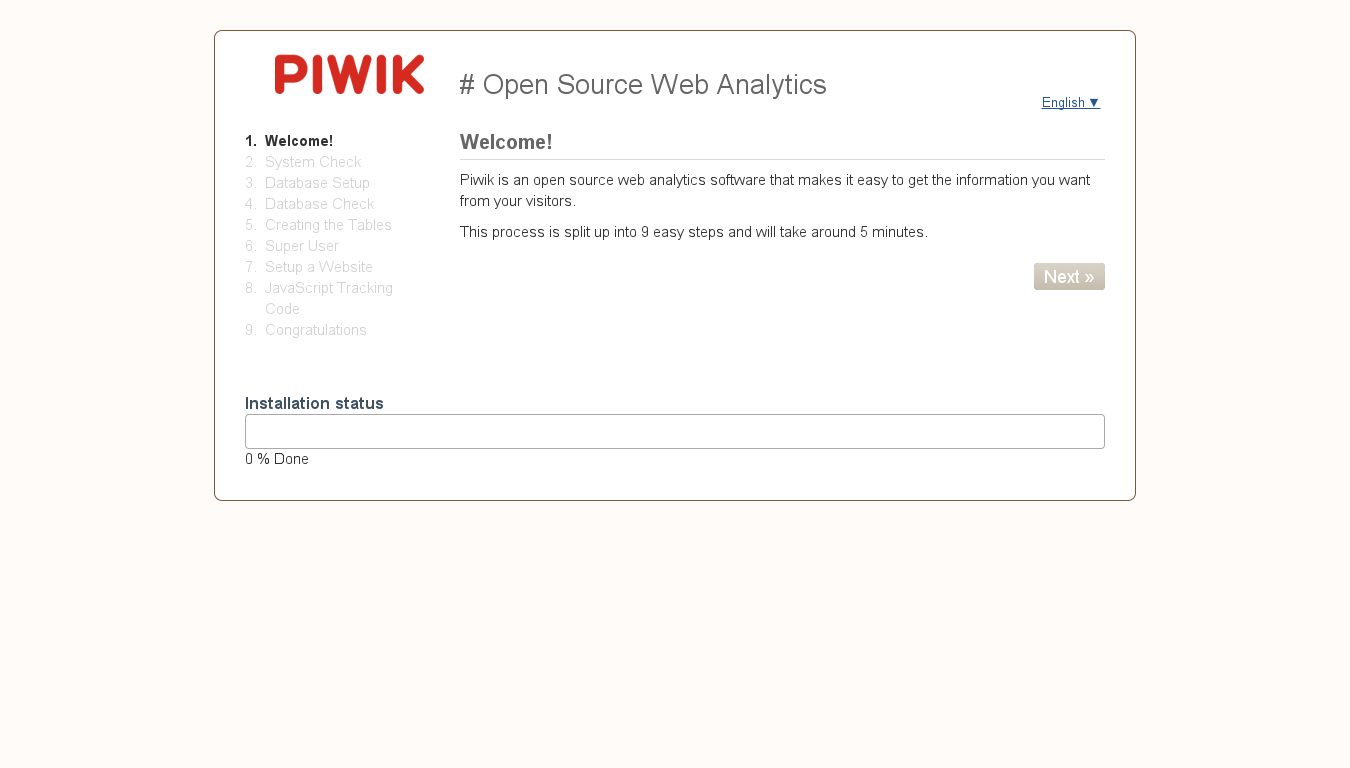 PIWIK
# Open Source Web Analytics
English ▼
1. Welcome!
2. System Check
3. Database Setup
4. Database Check
5. Creating the Tables
6. Super User
7. Setup a Website
8. JavaScript Tracking
Code
9. Congratulations
Welcome!
Piwik is an open source web analytics software that makes it easy to get the information you want
from your visitors.
This process is split up into 9 easy steps and will take around 5 minutes.
Next »
Installation status
0 % Done